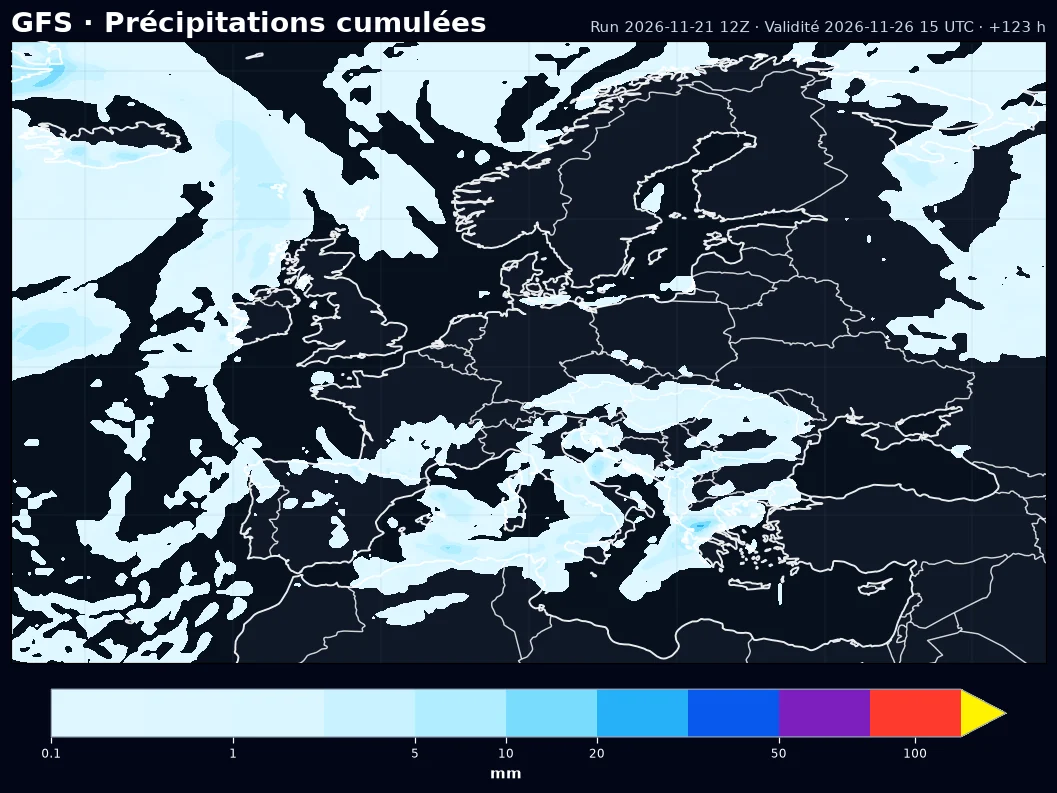 GFS · Précipitations cumulées
Run 2026-11-21 12Z · Validité 2026-11-26 15 UTC · +123 h
0.1 1 5 10 20 50 100
mm